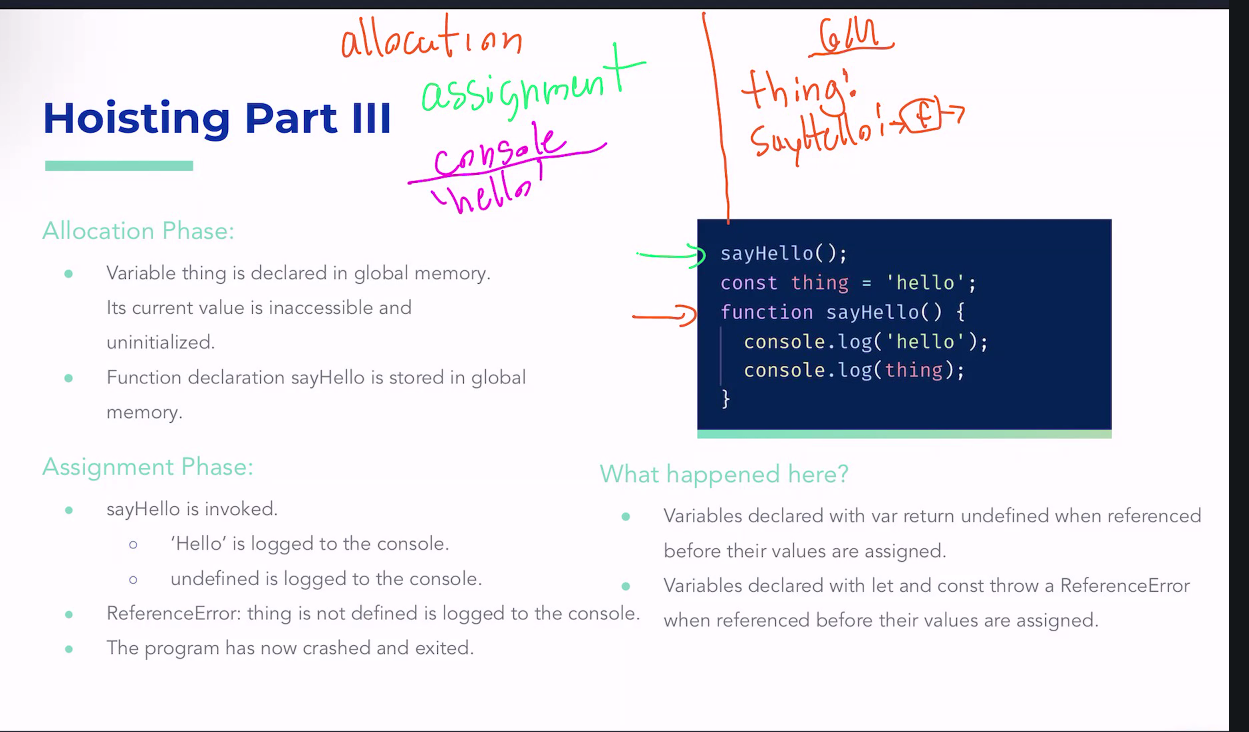 allocation
assignment
console
'hello'
GM
thing:
sayHello: f
Hoisting Part III
Allocation Phase:
● Variable thing is declared in global memory.
Its current value is inaccessible and
uninitialized.
● Function declaration sayHello is stored in global
memory.
Assignment Phase:
● sayHello is invoked.
○ ‘Hello’ is logged to the console.
○ undefined is logged to the console.
● ReferenceError: thing is not defined is logged to the console.
● The program has now crashed and exited.
sayHello();
const thing = 'hello';
function sayHello() {
  console.log('hello');
  console.log(thing);
}
What happened here?
● Variables declared with var return undefined when referenced
before their values are assigned.
● Variables declared with let and const throw a ReferenceError
when referenced before their values are assigned.